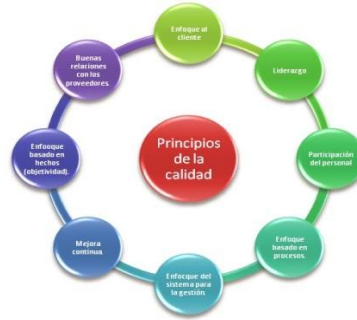 Enfoque al
cliente
Liderazgo
Participación
del personal
Enfoque
basado en
procesos.
Enfocque del
sistema para
la gestión.
Mejora
continua.
Enfoque
basado en
hechos
(objetividad).
Buenas
relaciones
con los
proveedores.
Principios
de la
calidad